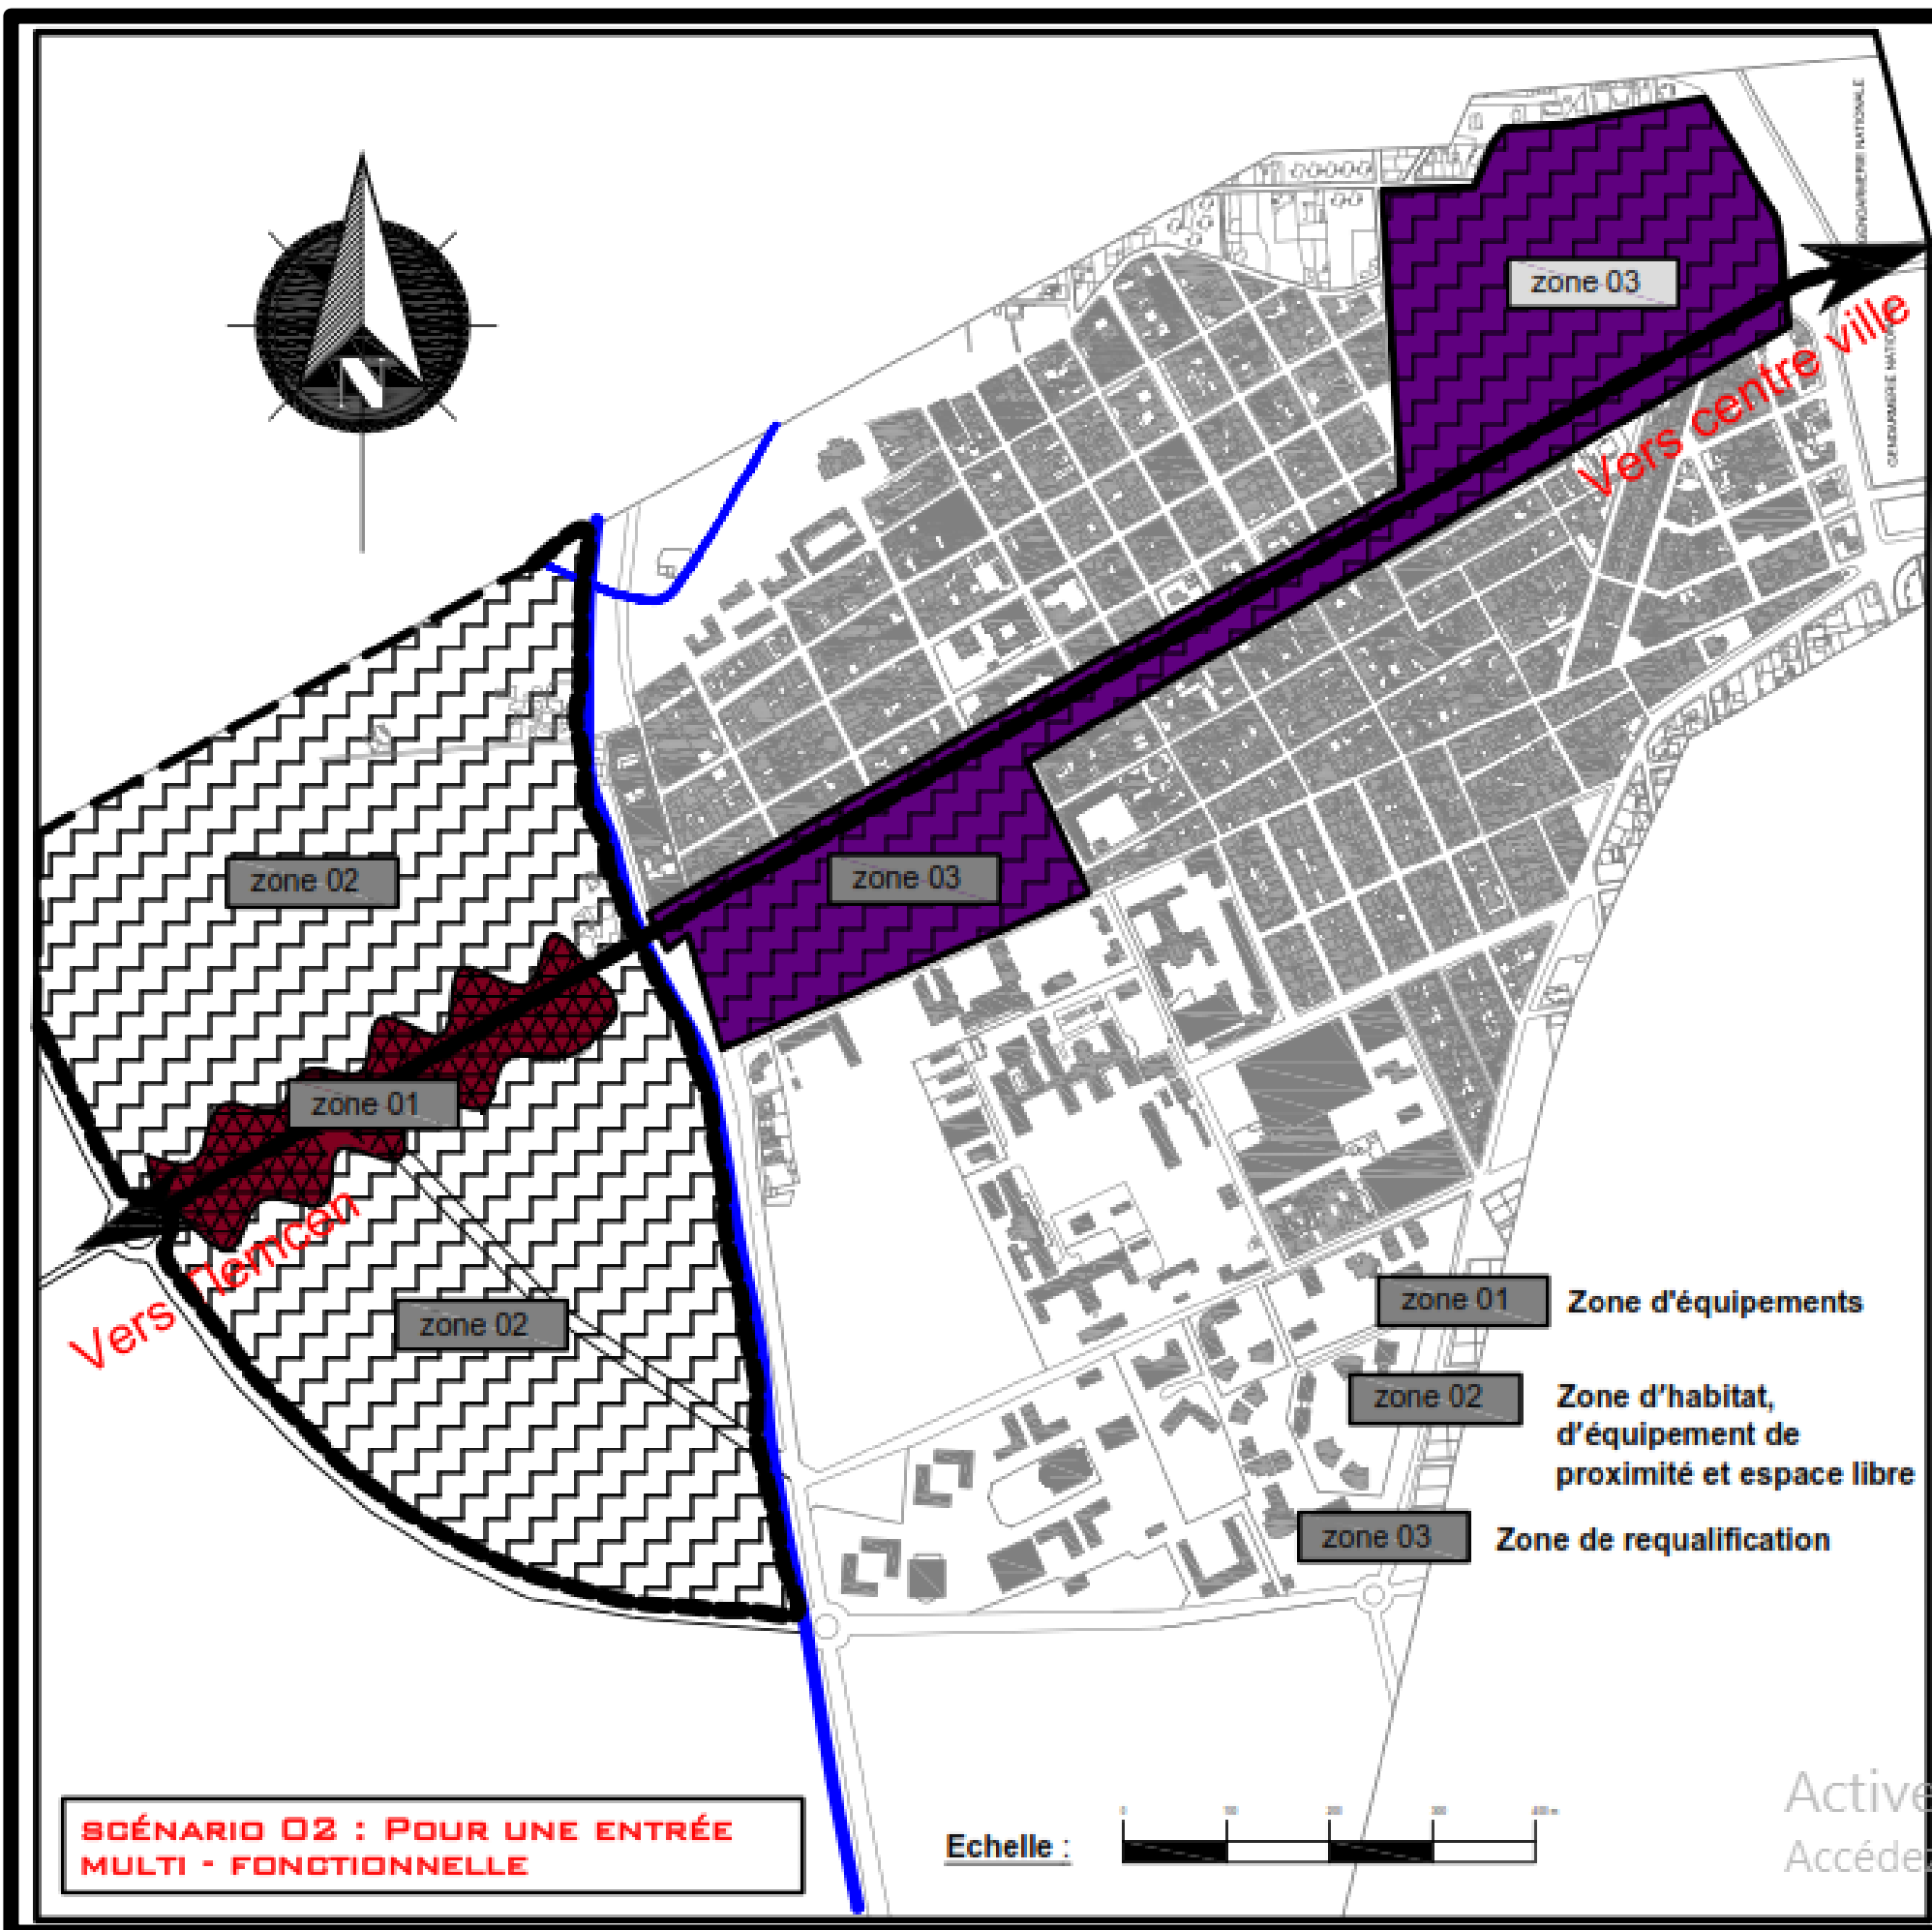 N
GENDARMERIE NATIONALE
zone 03
Vers centre ville
zone 02
zone 03
zone 01
Vers Tlemcen
zone 02
zone 01 Zone d'équipements
zone 02 Zone d'habitat,
d'équipement de
proximité et espace libre
zone 03 Zone de requalification
SCÉNARIO 02 : POUR UNE ENTRÉE
MULTI - FONCTIONNELLE
Echelle :
Active
Accédez